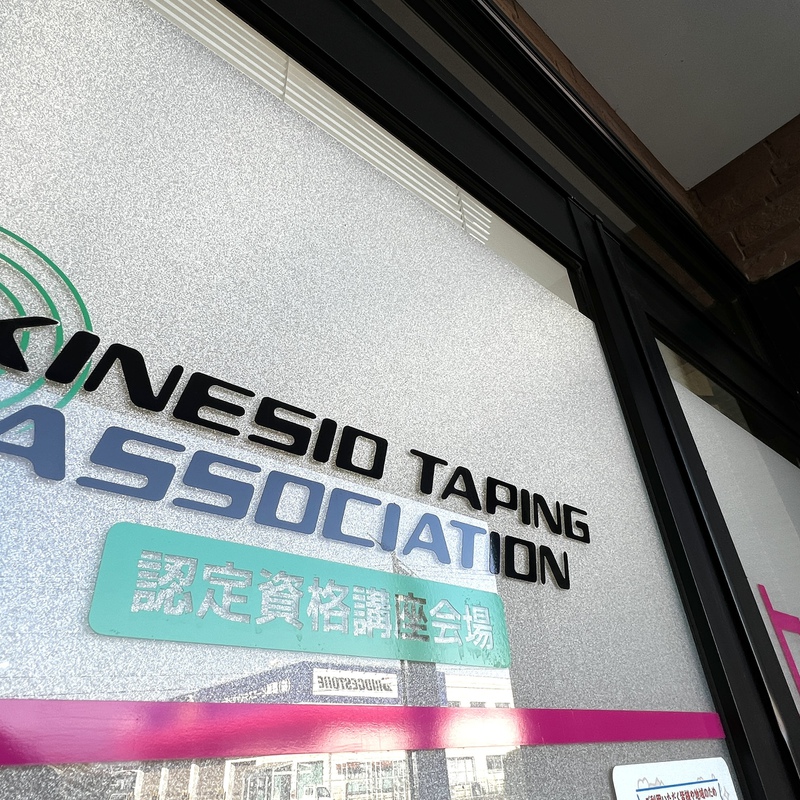 KINESIO TAPING
ASSOCIATION
認定資格講座会場
BRIDGESTONE